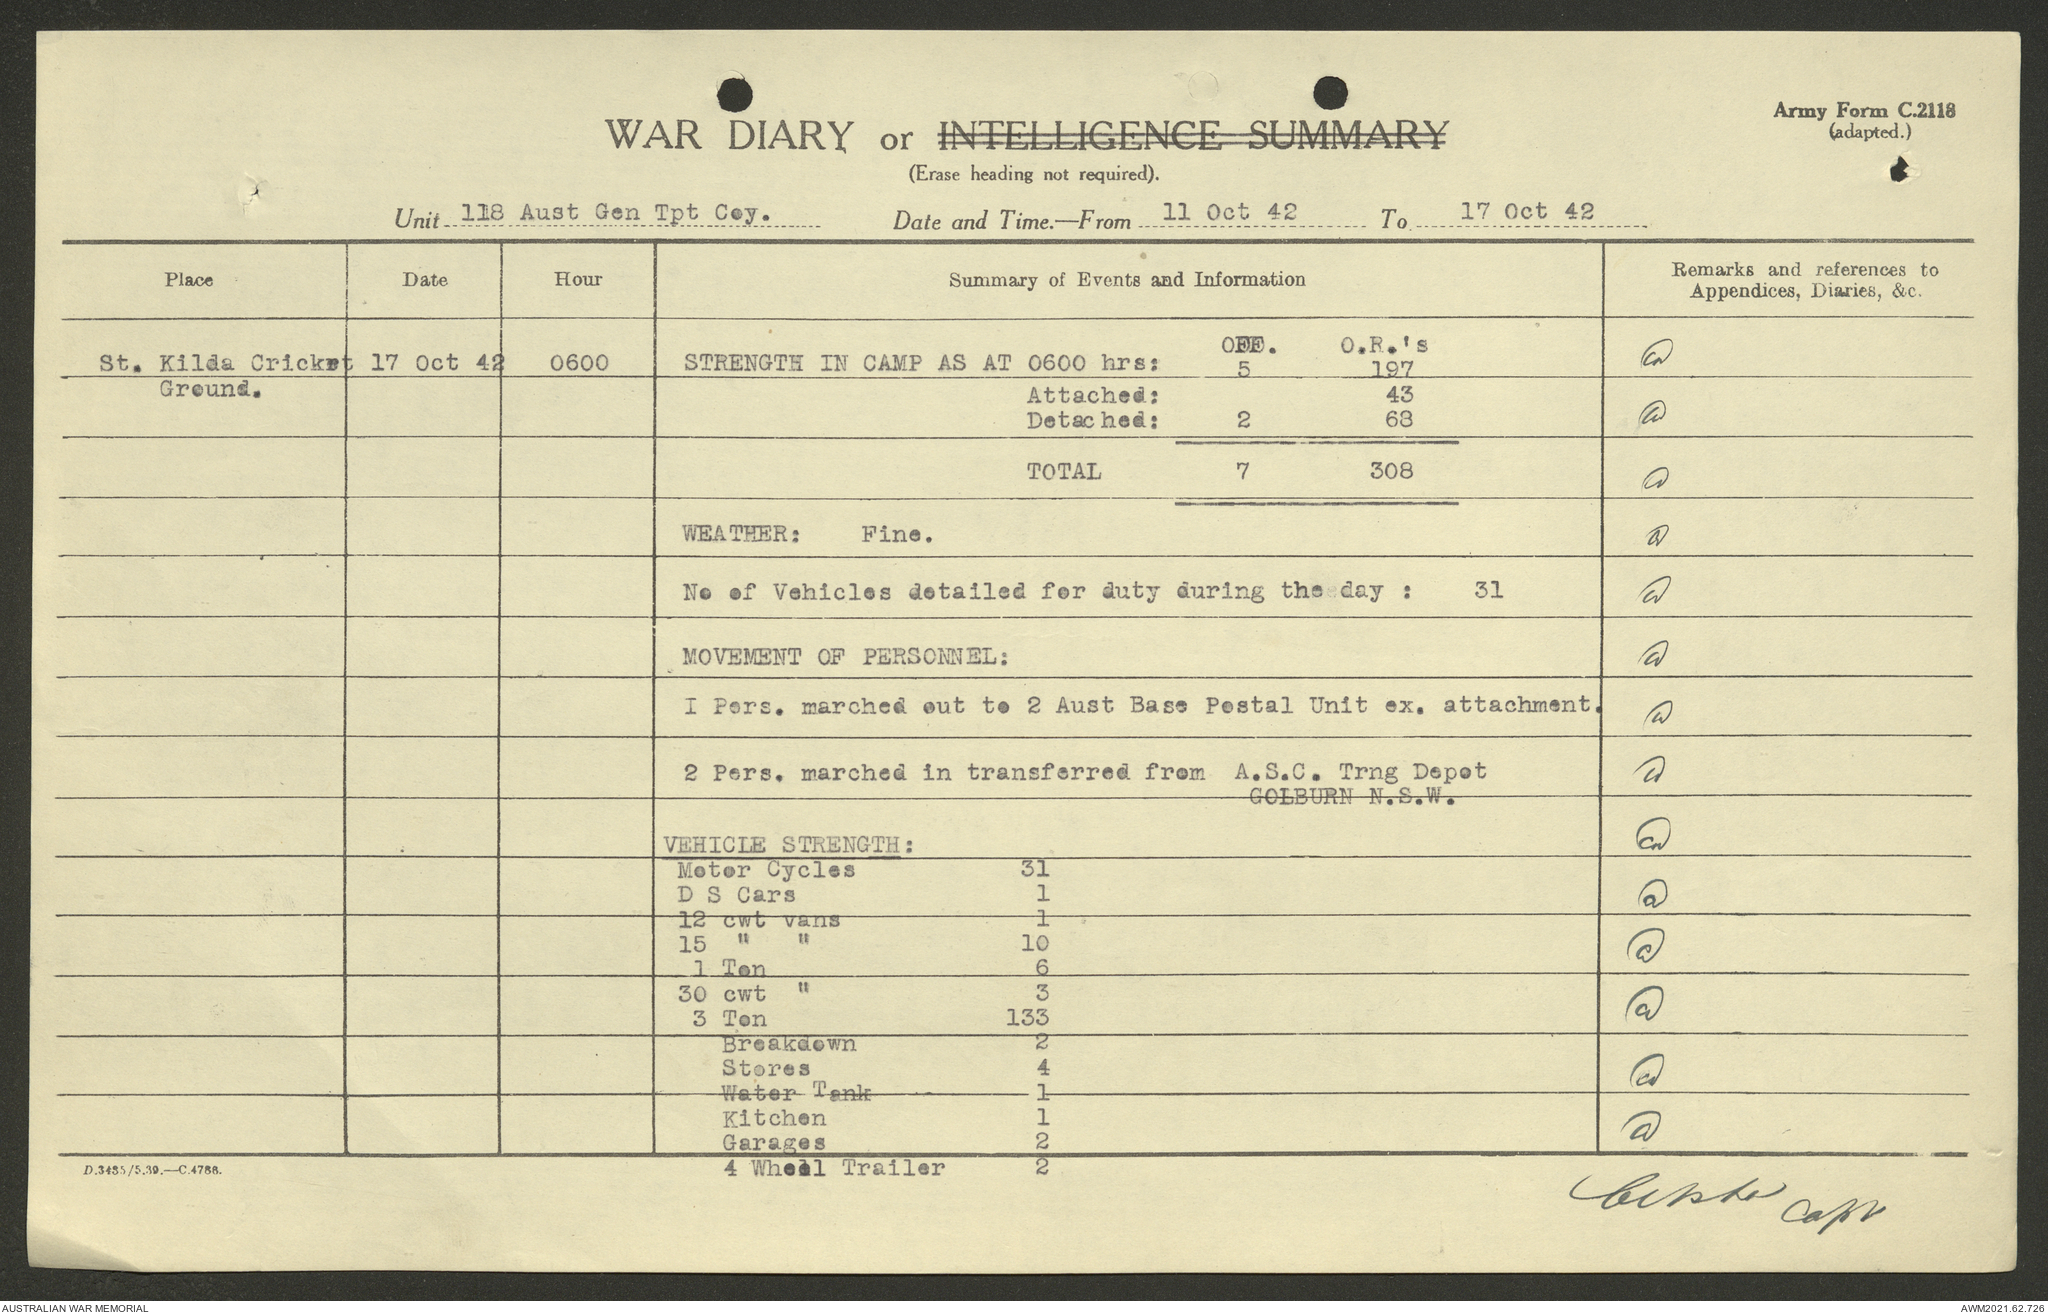 Army Form C.2118
(adapted.)
WAR DIARY or INTELLIGENCE SUMMARY
(Erase heading not required).
Unit 118 Aust Gen Tpt Coy. Date and Time.—From 11 Oct 42 To 17 Oct 42
Place Date Hour Summary of Events and Information Remarks and references to
Appendices, Diaries, &c.
OFF. O.R.'s
St. Kilda Cricket 17 Oct 42 0600 STRENGTH IN CAMP AS AT 0600 hrs: 5 197
Ground. Attached: 43
Detached: 2 68
TOTAL 7 308
WEATHER: Fine.
No of Vehicles detailed for duty during the day : 31
MOVEMENT OF PERSONNEL:
I Pers. marched out to 2 Aust Base Postal Unit ex. attachment.
2 Pers. marched in transferred from A.S.C. Trng Depot
GOLBURN N.S.W.
VEHICLE STRENGTH:
Motor Cycles 31
D S Cars 1
12 cwt vans 1
15 " " 10
1 Ton 6
30 cwt " 3
3 Ton 133
Breakdown 2
Stores 4
Water Tank 1
Kitchen 1
Garages 2
4 Wheel Trailer 2
D.3485/5.39.—C.4788.
Capt
AUSTRALIAN WAR MEMORIAL AWM2021.62.726